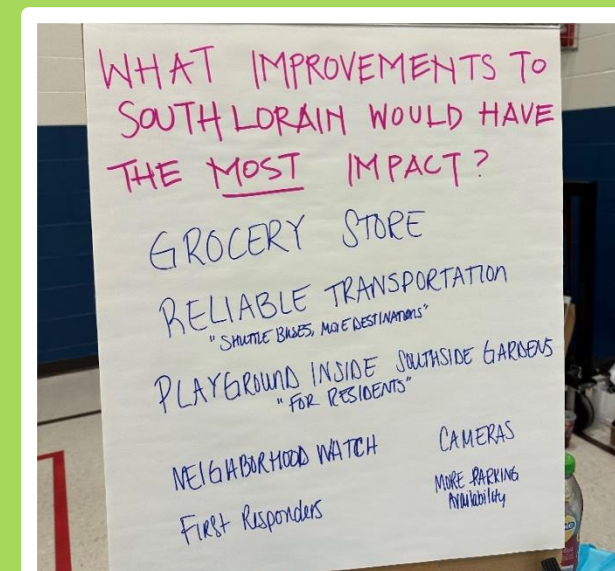 WHAT IMPROVEMENTS TO
SOUTH LORAIN WOULD HAVE
THE MOST IMPACT?
GROCERY STORE
RELIABLE TRANSPORTATION
"SHUTTLE BUSES, MORE DESTINATIONS"
PLAYGROUND INSIDE SOUTHSIDE GARDENS
"FOR RESIDENTS"
NEIGHBORHOOD WATCH
CAMERAS
FIRST Responders
MORE PARKING
Availability